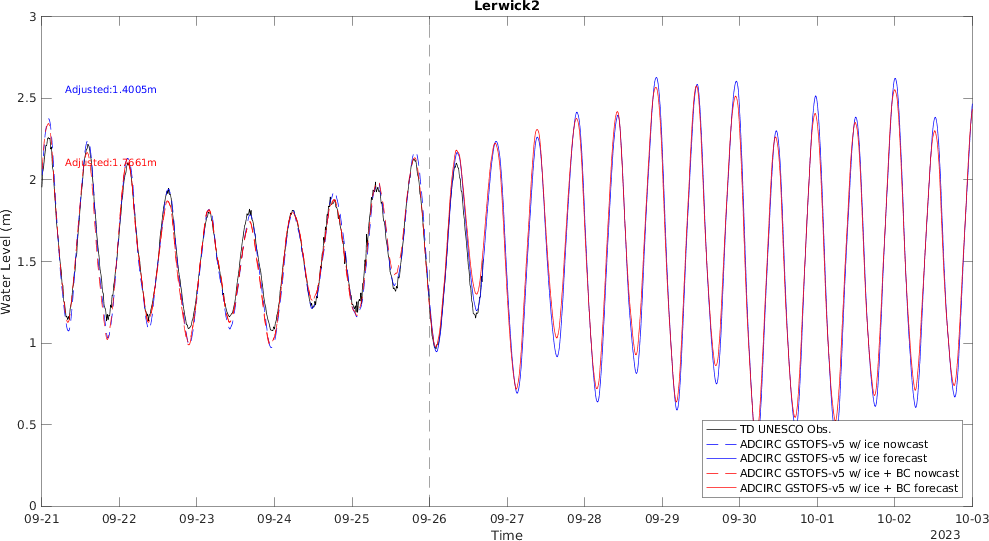 Lerwick2
3
2.5
2
1.5
1
0.5
0
Water Level (m)
Adjusted:1.4005m
Adjusted:1.7661m
TD UNESCO Obs.
ADCIRC GSTOFS-v5 w/ ice nowcast
ADCIRC GSTOFS-v5 w/ ice forecast
ADCIRC GSTOFS-v5 w/ ice + BC nowcast
ADCIRC GSTOFS-v5 w/ ice + BC forecast
09-21 09-22 09-23 09-24 09-25 09-26 09-27 09-28 09-29 09-30 10-01 10-02 10-03
Time
2023